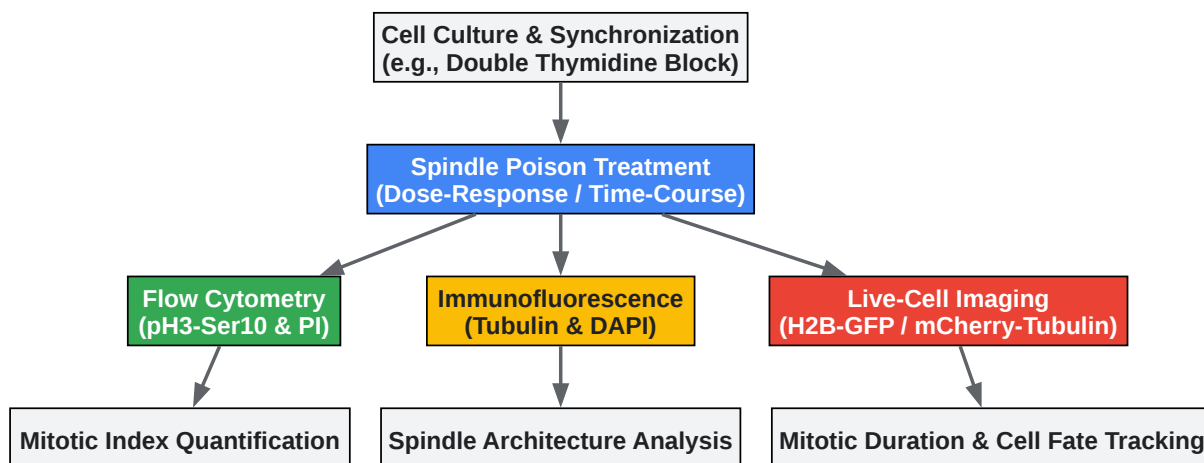 Cell Culture & Synchronization
(e.g., Double Thymidine Block)
Spindle Poison Treatment
(Dose-Response / Time-Course)
Flow Cytometry
(pH3-Ser10 & PI)
Immunofluorescence
(Tubulin & DAPI)
Live-Cell Imaging
(H2B-GFP / mCherry-Tubulin)
Mitotic Index Quantification
Spindle Architecture Analysis
Mitotic Duration & Cell Fate Tracking